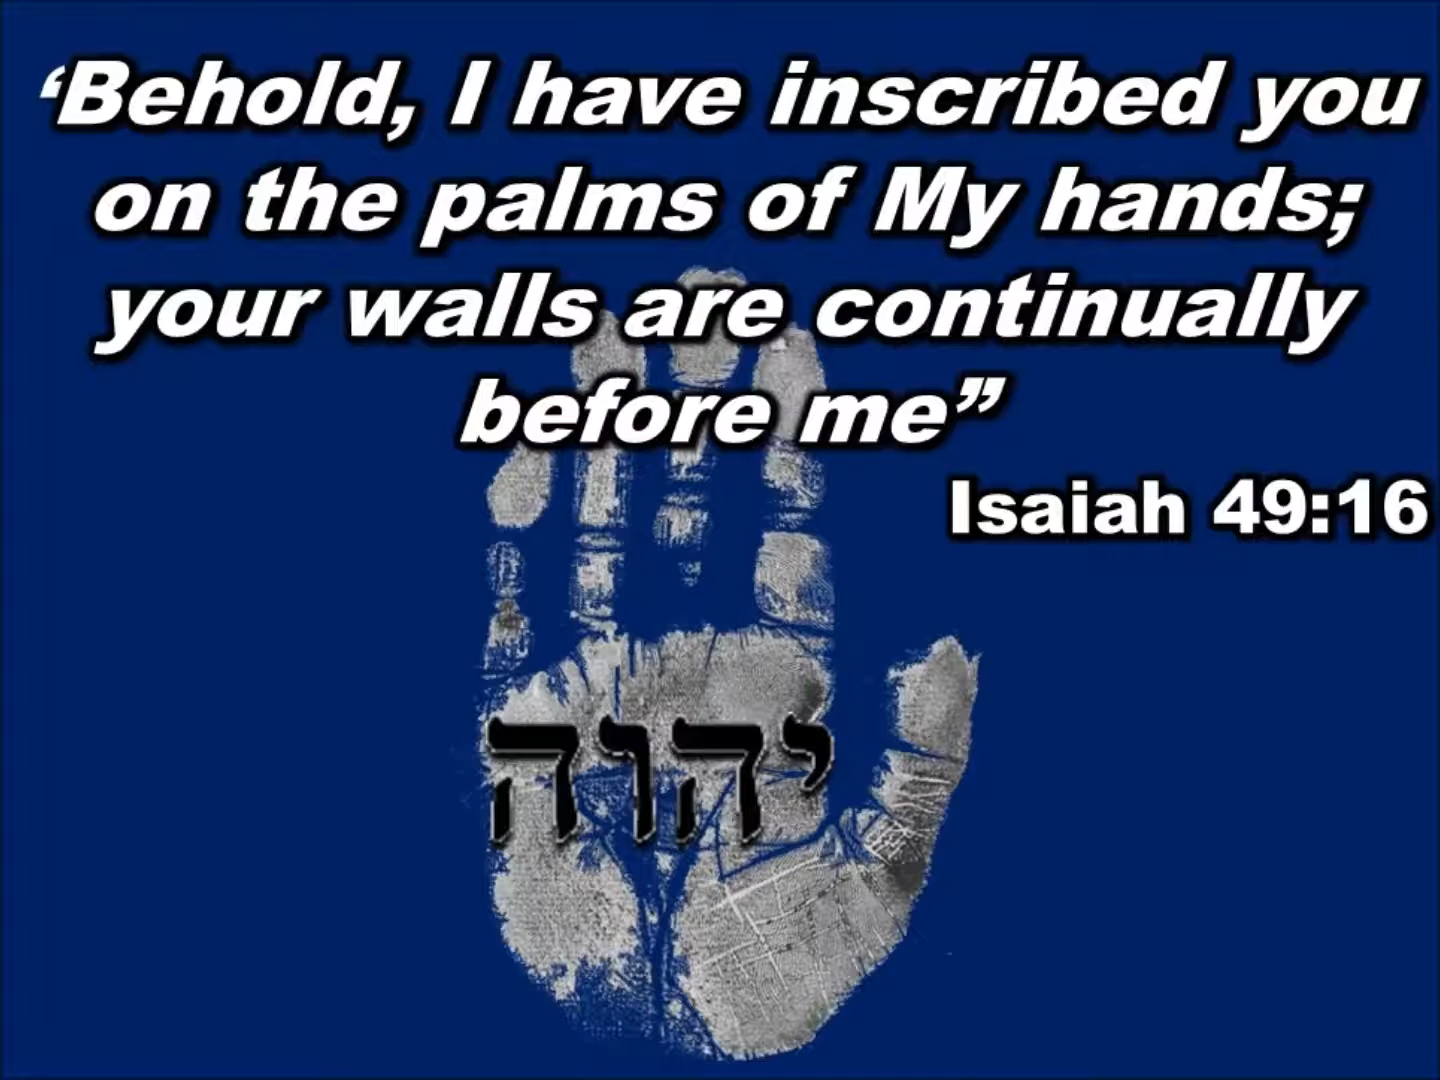 ‘Behold, I have inscribed you
on the palms of My hands;
your walls are continually
before me”
Isaiah 49:16
יהוה